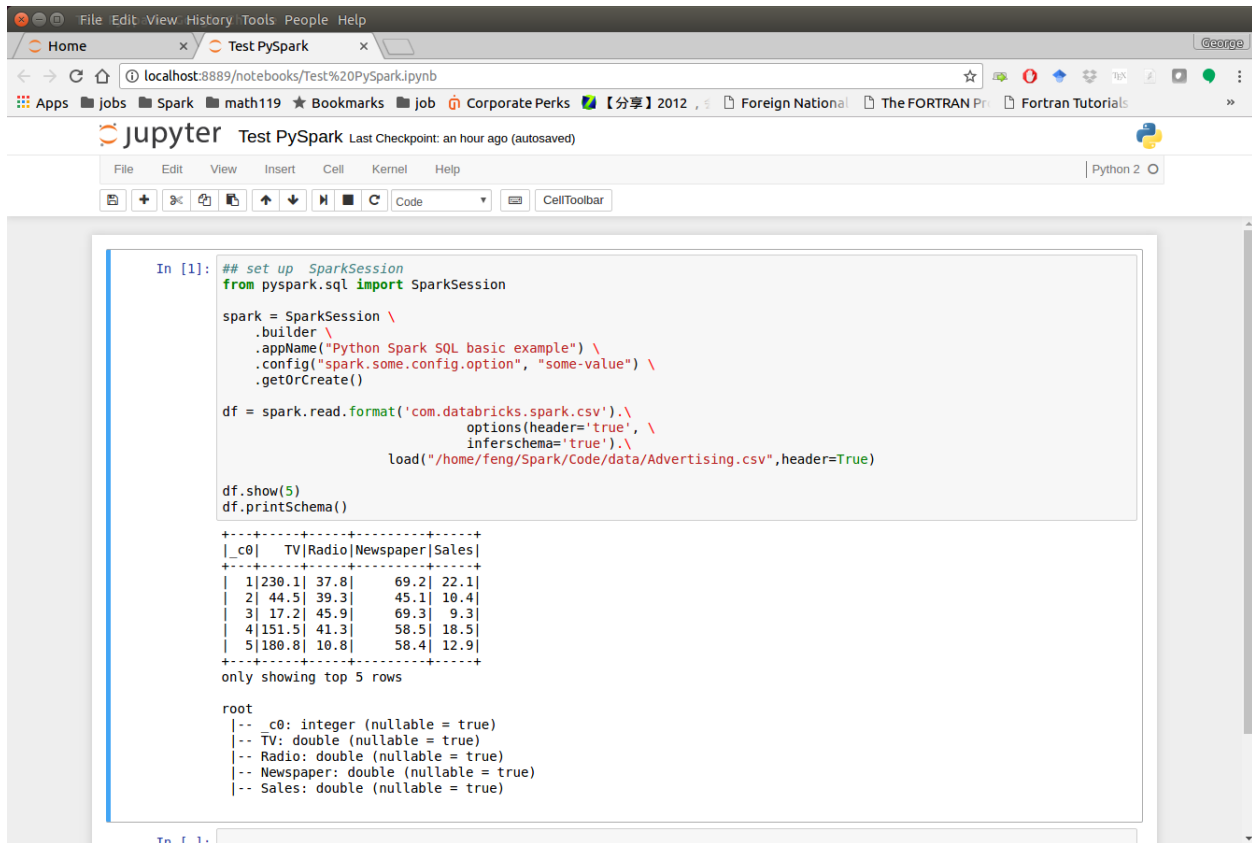 File Edit View History Tools People Help
Home × Test PySpark ×
George
localhost:8889/notebooks/Test%20PySpark.ipynb
Apps jobs Spark math119 Bookmarks job Corporate Perks 【分享】2012 , Foreign National The FORTRAN Pr Fortran Tutorials »
jupyter Test PySpark Last Checkpoint: an hour ago (autosaved)
File Edit View Insert Cell Kernel Help Python 2
Code CellToolbar
In [1]: ## set up  SparkSession
from pyspark.sql import SparkSession
spark = SparkSession \
    .builder \
    .appName("Python Spark SQL basic example") \
    .config("spark.some.config.option", "some-value") \
    .getOrCreate()
df = spark.read.format('com.databricks.spark.csv').\
                               options(header='true', \
                               inferschema='true').\
                     load("/home/feng/Spark/Code/data/Advertising.csv",header=True)
df.show(5)
df.printSchema()
+---+-----+-----+---------+-----+
|_c0|   TV|Radio|Newspaper|Sales|
+---+-----+-----+---------+-----+
|  1|230.1| 37.8|     69.2| 22.1|
|  2| 44.5| 39.3|     45.1| 10.4|
|  3| 17.2| 45.9|     69.3|  9.3|
|  4|151.5| 41.3|     58.5| 18.5|
|  5|180.8| 10.8|     58.4| 12.9|
+---+-----+-----+---------+-----+
only showing top 5 rows
root
 |-- _c0: integer (nullable = true)
 |-- TV: double (nullable = true)
 |-- Radio: double (nullable = true)
 |-- Newspaper: double (nullable = true)
 |-- Sales: double (nullable = true)
In [ ]: